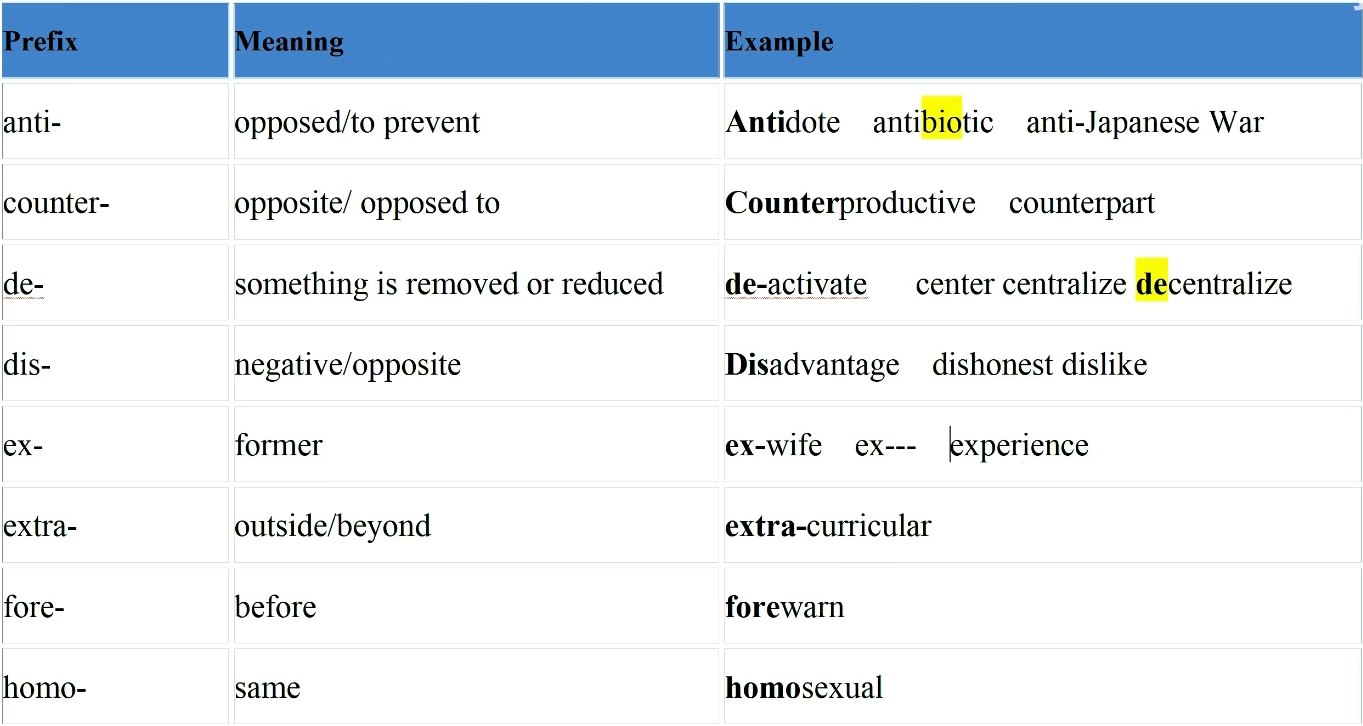 Prefix Meaning Example
anti- opposed/to prevent Antidote antibiotic anti-Japanese War
counter- opposite/ opposed to Counterproductive counterpart
de- something is removed or reduced de-activate center centralize decentralize
dis- negative/opposite Disadvantage dishonest dislike
ex- former ex-wife ex--- experience
extra- outside/beyond extra-curricular
fore- before forewarn
homo- same homosexual